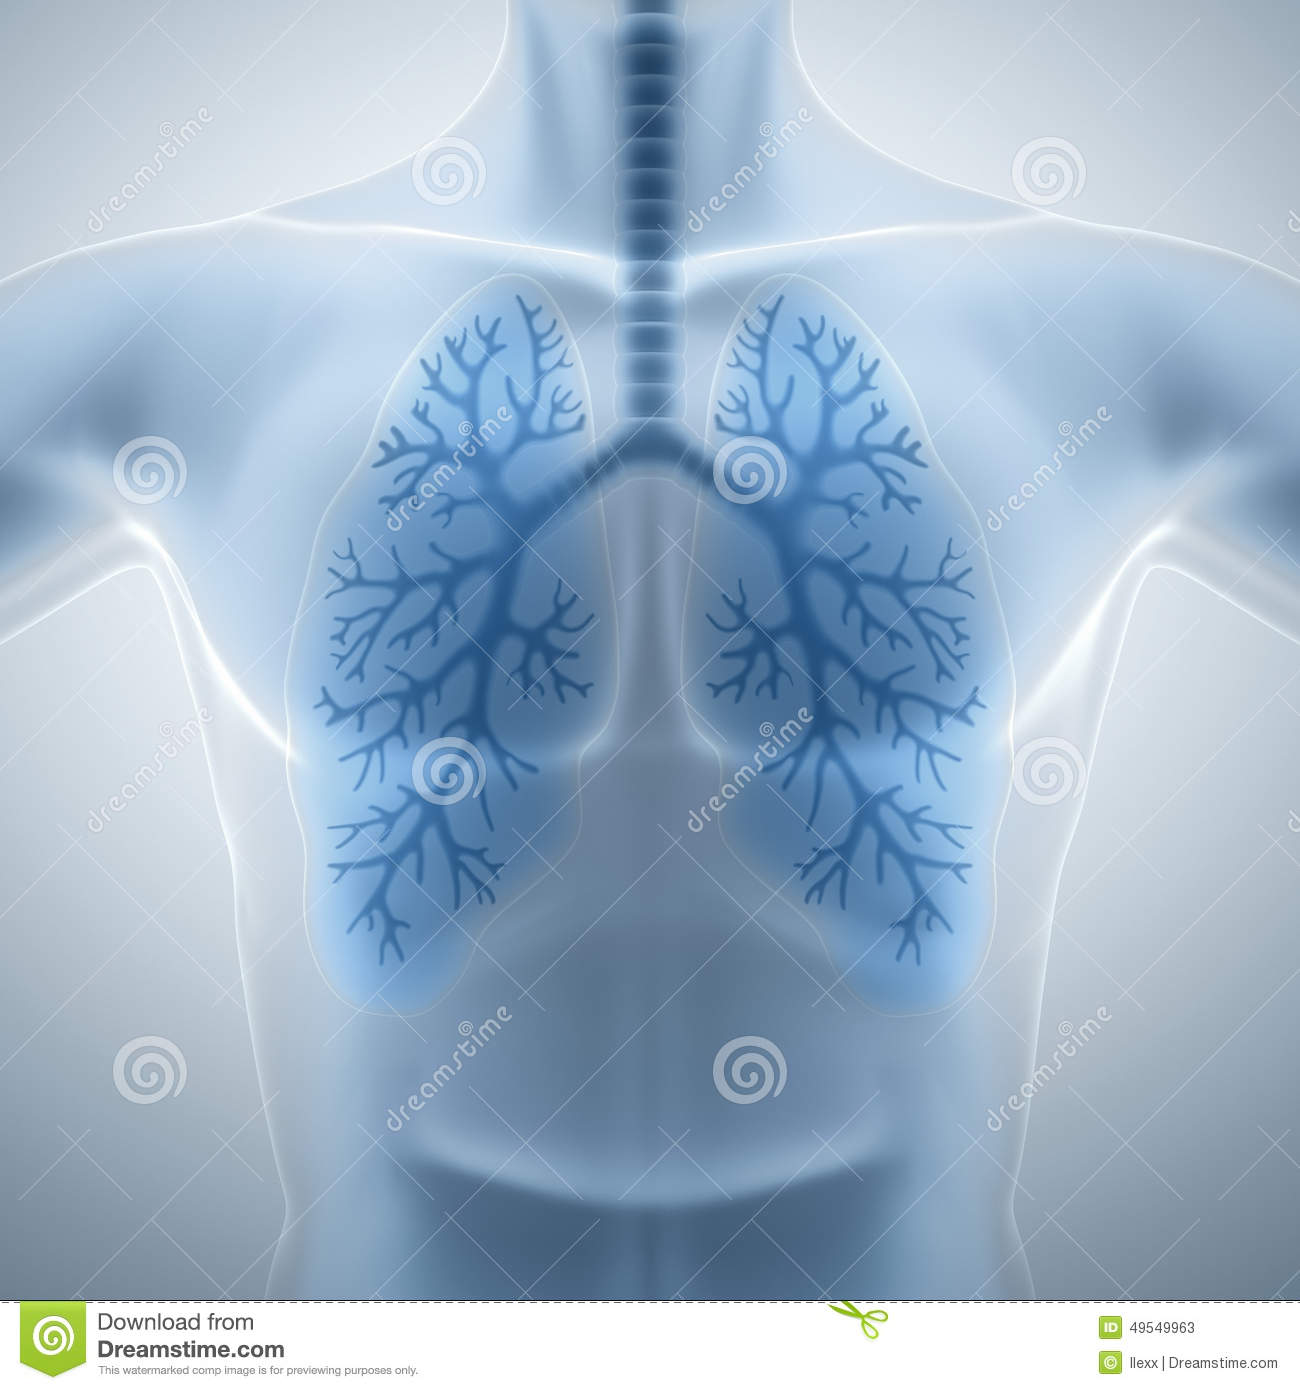 dreamstime
dreamstime
dreamstime
dreamstime
dreamstime
dreamstime
dreamstime
Download from
Dreamstime.com
This watermarked comp image is for previewing purposes only.
ID 49549963
© Ilexx | Dreamstime.com